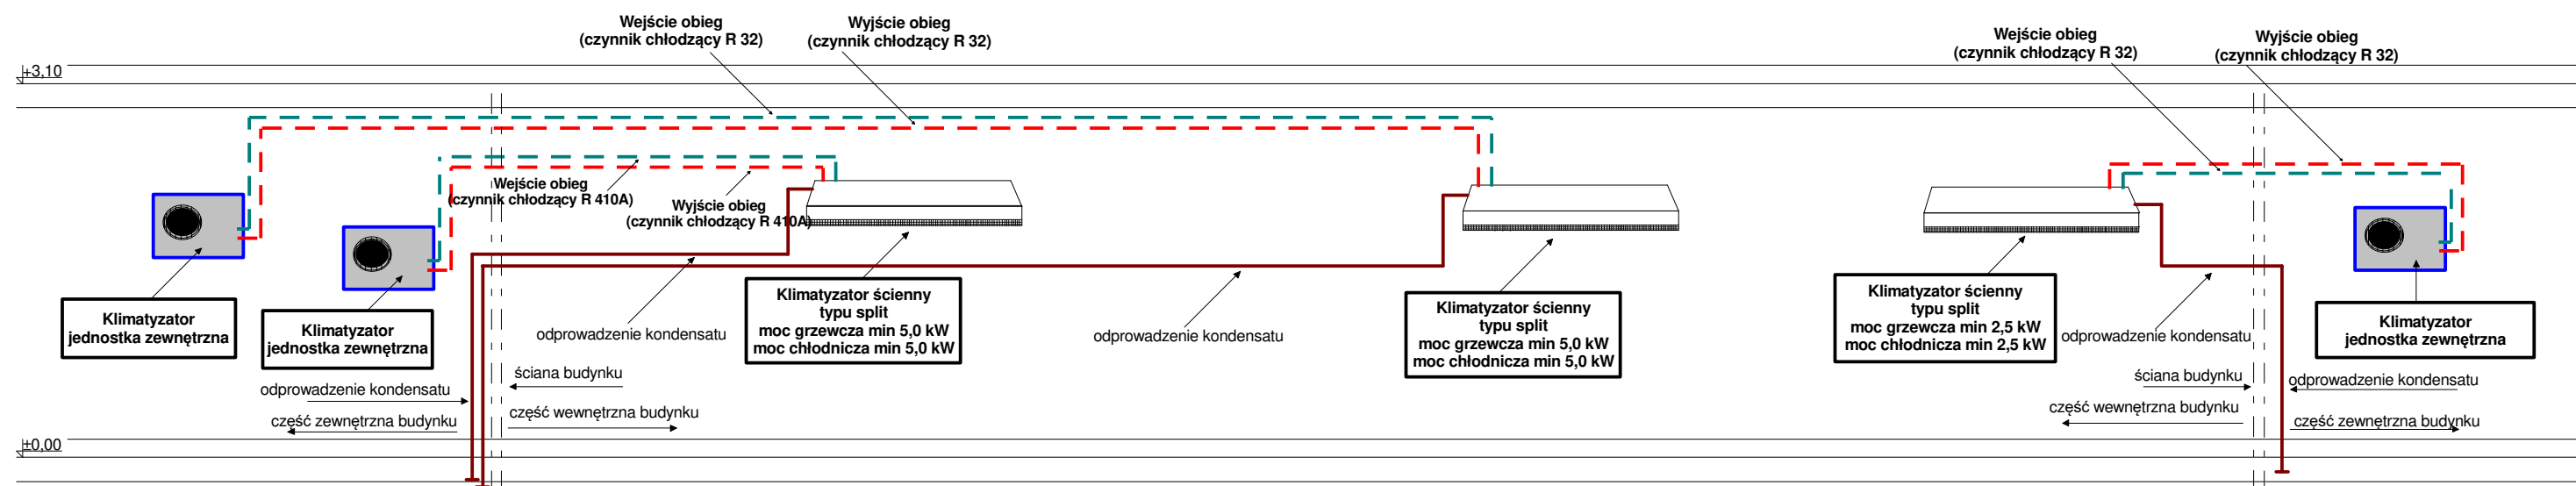 Wejście obieg
(czynnik chłodzący R 32)
Wyjście obieg
(czynnik chłodzący R 32)
Wejście obieg
(czynnik chłodzący R 32)
Wyjście obieg
(czynnik chłodzący R 32)
+3,10
Wejście obieg
(czynnik chłodzący R 410A)
Wyjście obieg
(czynnik chłodzący R 410A)
Klimatyzator
jednostka zewnętrzna
Klimatyzator
jednostka zewnętrzna
odprowadzenie kondensatu
Klimatyzator ścienny
typu split
moc grzewcza min 5,0 kW
moc chłodnicza min 5,0 kW
odprowadzenie kondensatu
Klimatyzator ścienny
typu split
moc grzewcza min 5,0 kW
moc chłodnicza min 5,0 kW
Klimatyzator ścienny
typu split
moc grzewcza min 2,5 kW
moc chłodnicza min 2,5 kW
odprowadzenie kondensatu
Klimatyzator
jednostka zewnętrzna
odprowadzenie kondensatu
ściana budynku
część zewnętrzna budynku
część wewnętrzna budynku
ściana budynku
odprowadzenie kondensatu
część wewnętrzna budynku
część zewnętrzna budynku
±0,00